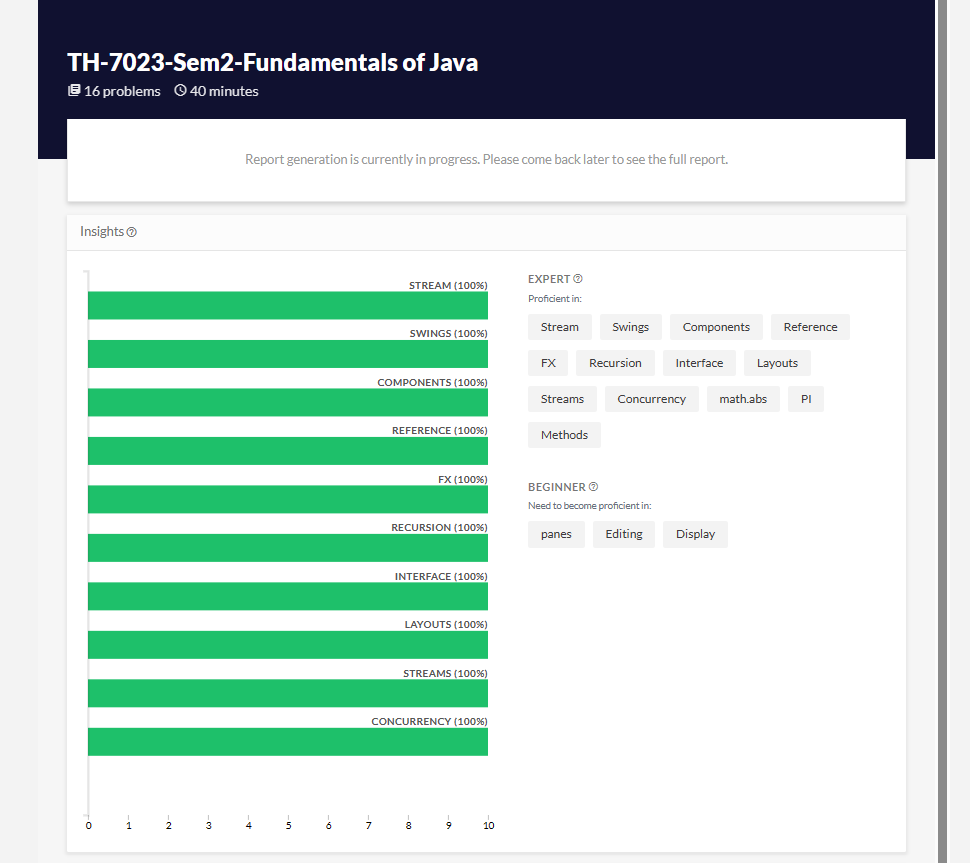 TH-7023-Sem2-Fundamentals of Java
16 problems 40 minutes
Report generation is currently in progress. Please come back later to see the full report.
Insights
STREAM (100%)
SWINGS (100%)
COMPONENTS (100%)
REFERENCE (100%)
FX (100%)
RECURSION (100%)
INTERFACE (100%)
LAYOUTS (100%)
STREAMS (100%)
CONCURRENCY (100%)
0 1 2 3 4 5 6 7 8 9 10
EXPERT
Proficient in:
Stream Swings Components Reference
FX Recursion Interface Layouts
Streams Concurrency math.abs PI
Methods
BEGINNER
Need to become proficient in:
panes Editing Display